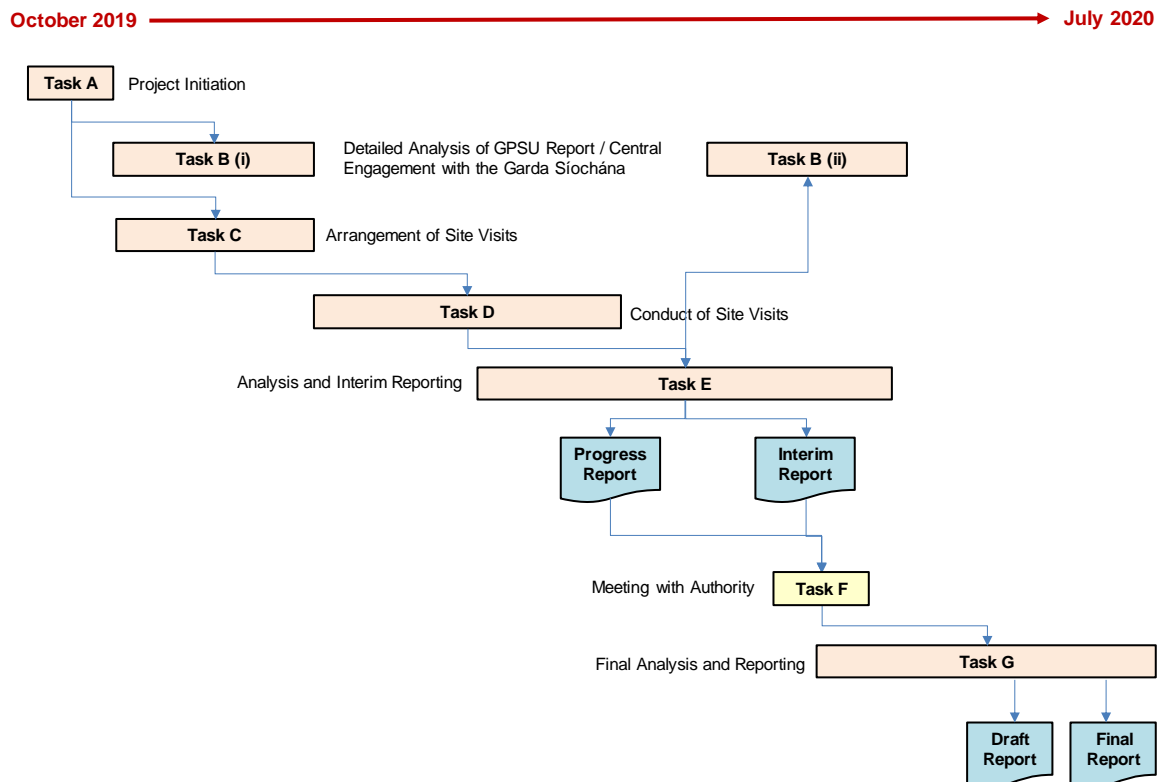 October 2019
July 2020
Task A
Project Initiation
Task B (i)
Detailed Analysis of GPSU Report / Central
Engagement with the Garda Síochána
Task B (ii)
Task C
Arrangement of Site Visits
Task D
Conduct of Site Visits
Analysis and Interim Reporting
Task E
Progress
Report
Interim
Report
Meeting with Authority
Task F
Final Analysis and Reporting
Task G
Draft
Report
Final
Report